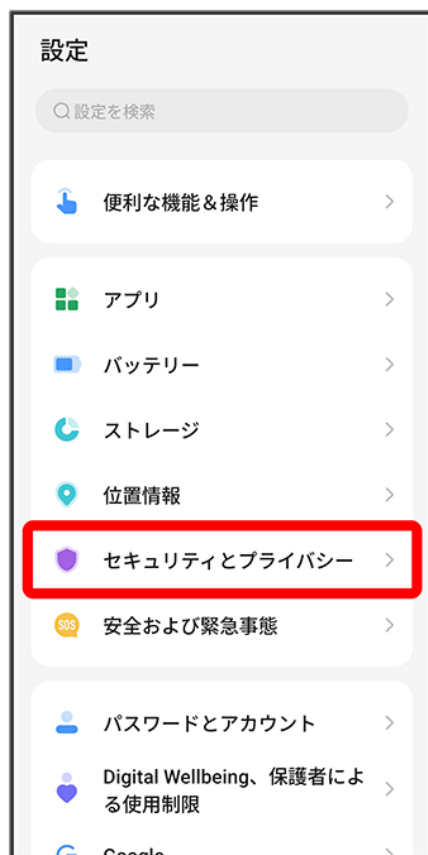 設定
設定を検索
便利な機能＆操作
アプリ
バッテリー
ストレージ
位置情報
セキュリティとプライバシー
SOS
安全および緊急事態
パスワードとアカウント
Digital Wellbeing、保護者によ
る使用制限
Google